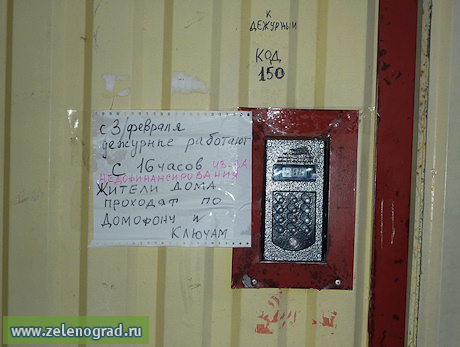 К
ДЕЖУРНЫЙ
КОД
150
с 3/февраля
дежурные работают
С 16 часов из-за
недофинансирования
Жители дома
проходят по
Домофону и
Ключам
www.zelenograd.ru